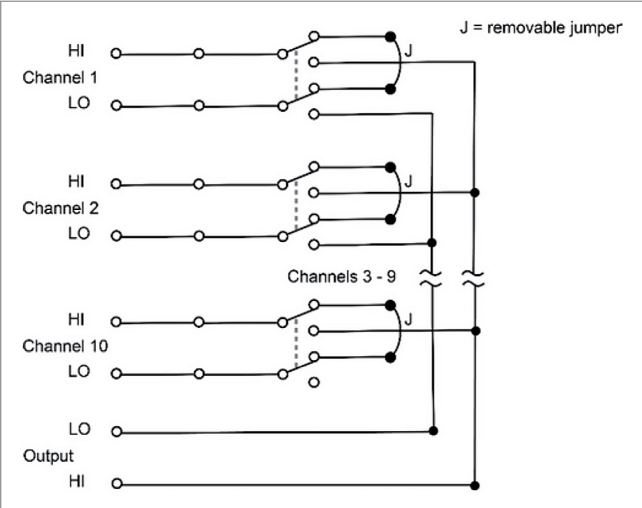 J = removable jumper
HI
J
Channel 1
LO
HI
J
Channel 2
LO
Channels 3 - 9
HI
J
Channel 10
LO
LO
Output
HI